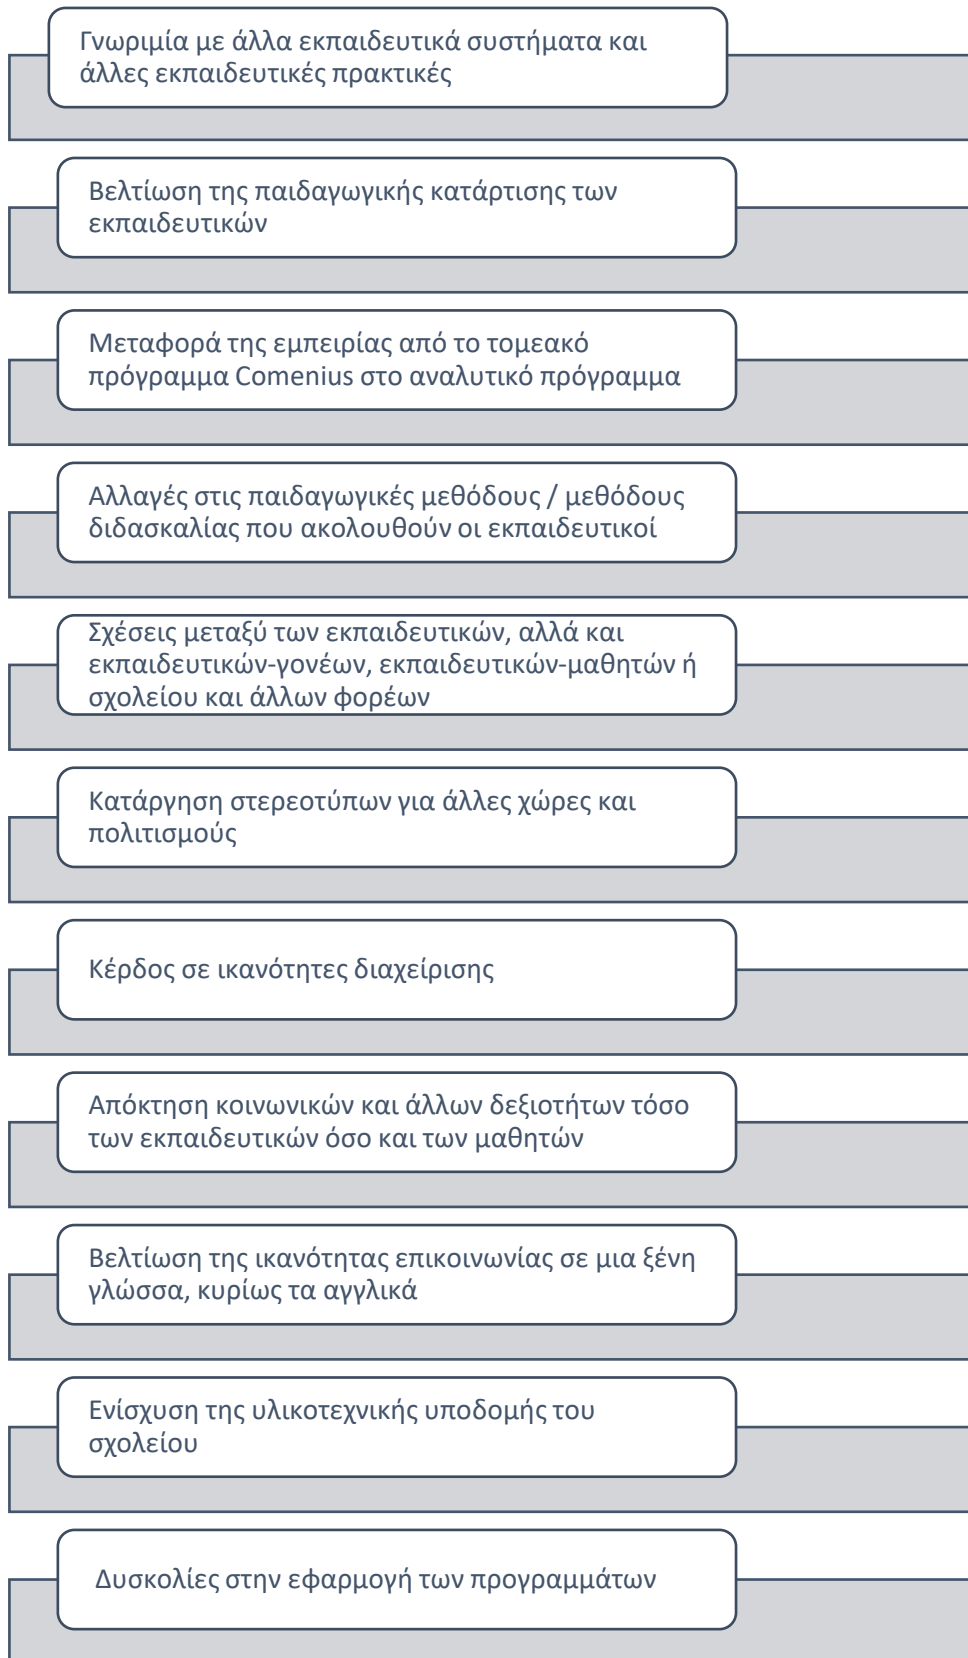 Γνωριμία με άλλα εκπαιδευτικά συστήματα και
άλλες εκπαιδευτικές πρακτικές
Βελτίωση της παιδαγωγικής κατάρτισης των
εκπαιδευτικών
Μεταφορά της εμπειρίας από το τομεακό
πρόγραμμα Comenius στο αναλυτικό πρόγραμμα
Αλλαγές στις παιδαγωγικές μεθόδους / μεθόδους
διδασκαλίας που ακολουθούν οι εκπαιδευτικοί
Σχέσεις μεταξύ των εκπαιδευτικών, αλλά και
εκπαιδευτικών-γονέων, εκπαιδευτικών-μαθητών ή
σχολείου και άλλων φορέων
Κατάργηση στερεοτύπων για άλλες χώρες και
πολιτισμούς
Κέρδος σε ικανότητες διαχείρισης
Απόκτηση κοινωνικών και άλλων δεξιοτήτων τόσο
των εκπαιδευτικών όσο και των μαθητών
Βελτίωση της ικανότητας επικοινωνίας σε μια ξένη
γλώσσα, κυρίως τα αγγλικά
Ενίσχυση της υλικοτεχνικής υποδομής του
σχολείου
Δυσκολίες στην εφαρμογή των προγραμμάτων